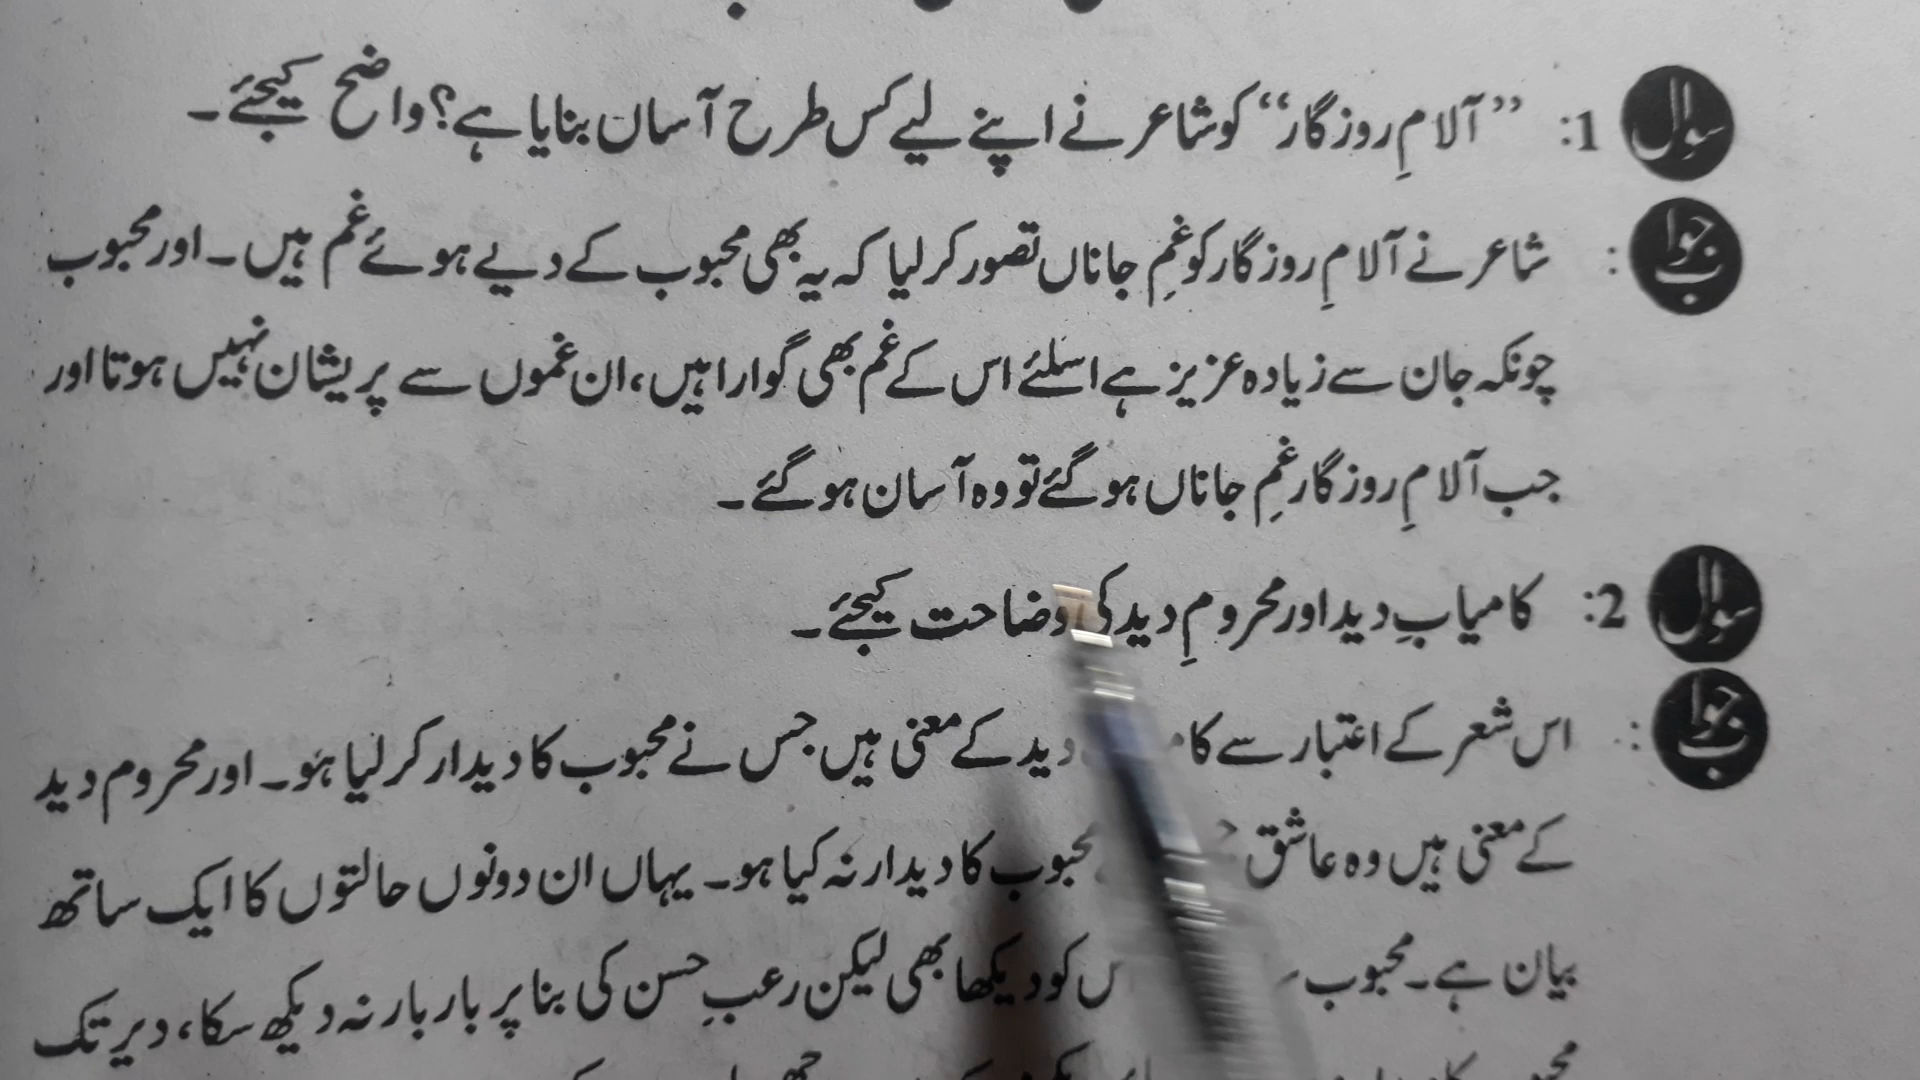 سوال 1: ”آلامِ روزگار“ کو شاعر نے اپنے لیے کس طرح آساں بنایا ہے؟ واضح کیجئے۔
جواب : شاعر نے آلامِ روزگار کو غمِ جاناں تصور کر لیا کہ یہ بھی محبوب کے دیے ہوئے غم ہیں۔ اور محبوب
چونکہ جان سے زیادہ عزیز ہے اسلئے اس کے غم بھی گوارا ہیں، ان غموں سے پریشان نہیں ہوتا اور
جب آلامِ روزگار غمِ جاناں ہو گئے تو وہ آسان ہو گئے۔
سوال 2: کامیابِ دید اور محرومِ دید کی وضاحت کیجئے۔
جواب : اس شعر کے اعتبار سے دید کے معنی ہیں جس نے محبوب کا دیدار کر لیا ہو۔ اور محروم دید
کے معنی ہیں وہ عاشق محبوب کا دیدار نہ کیا ہو۔ یہاں ان دونوں حالتوں کا ایک ساتھ
بیان ہے۔ محبوب کو دیکھا بھی لیکن رعبِ حسن کی بنا پر بار بار نہ دیکھ سکا، دیر تک